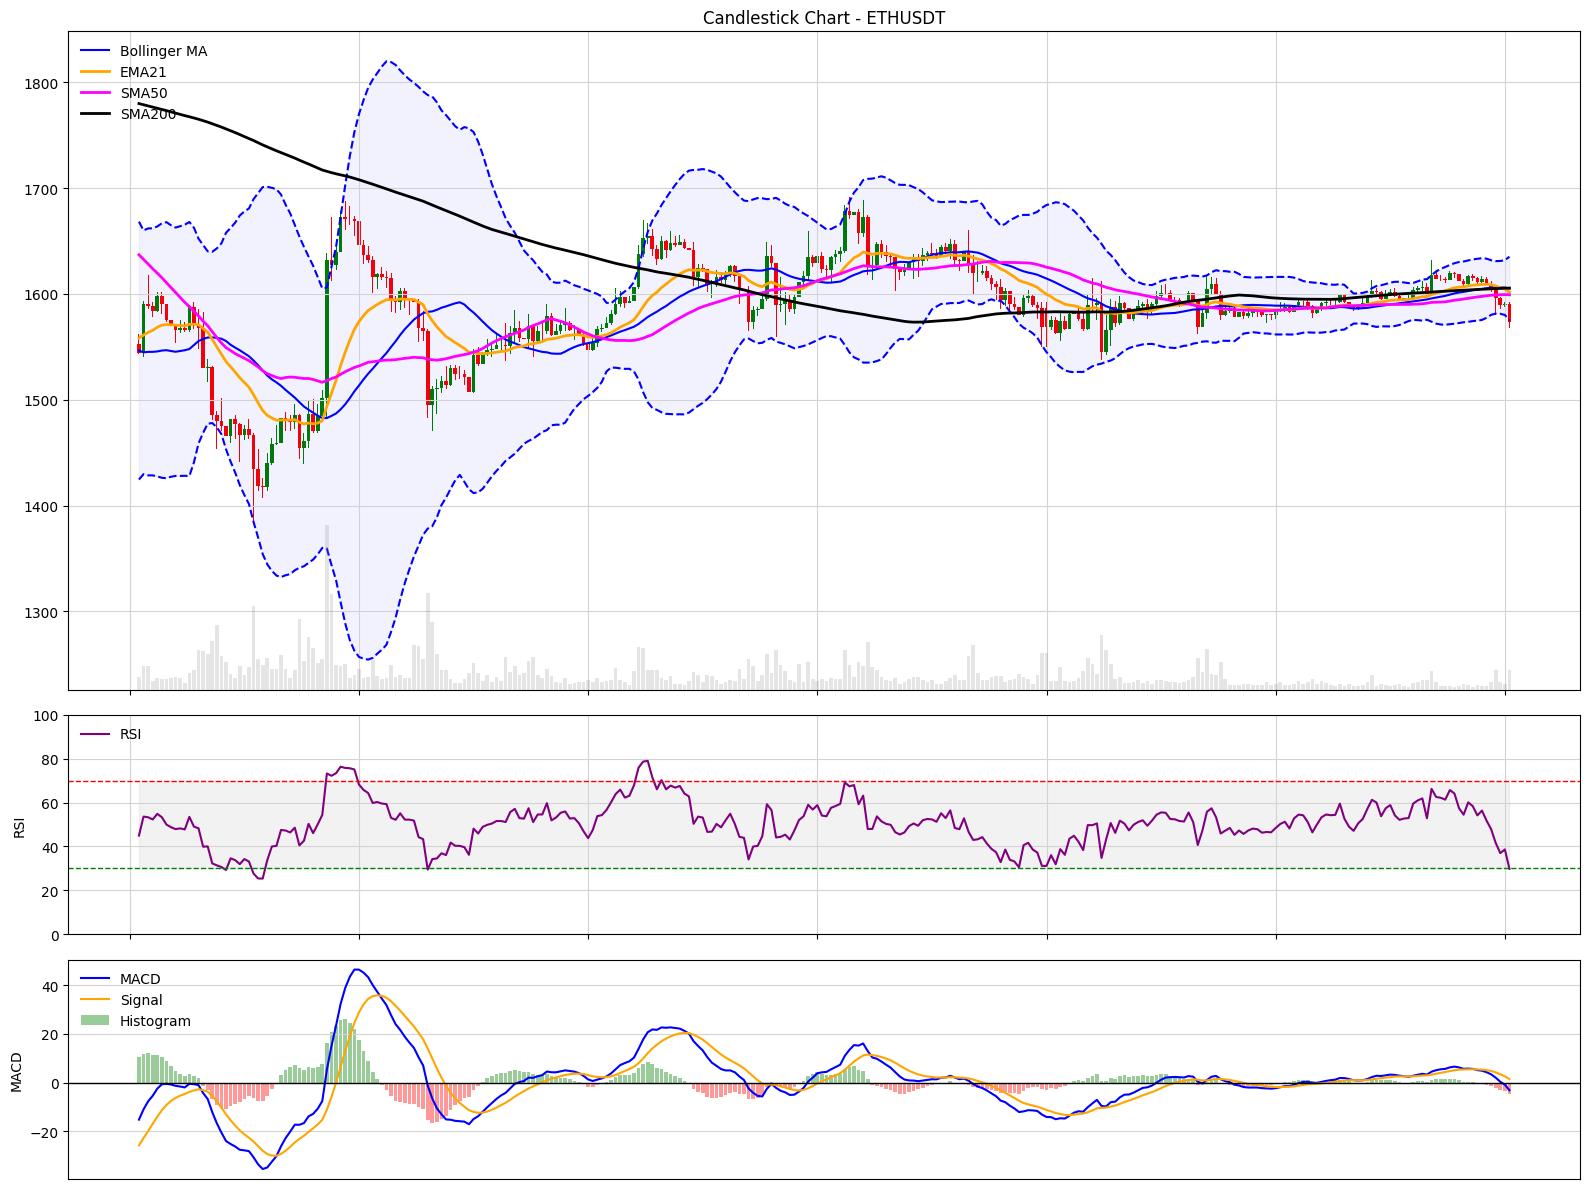 Candlestick Chart - ETHUSDT
Bollinger MA
EMA21
SMA50
SMA200
1800
1700
1600
1500
1400
1300
RSI
100
80
60
40
20
0
RSI
MACD
Signal
Histogram
40
20
0
−20
MACD